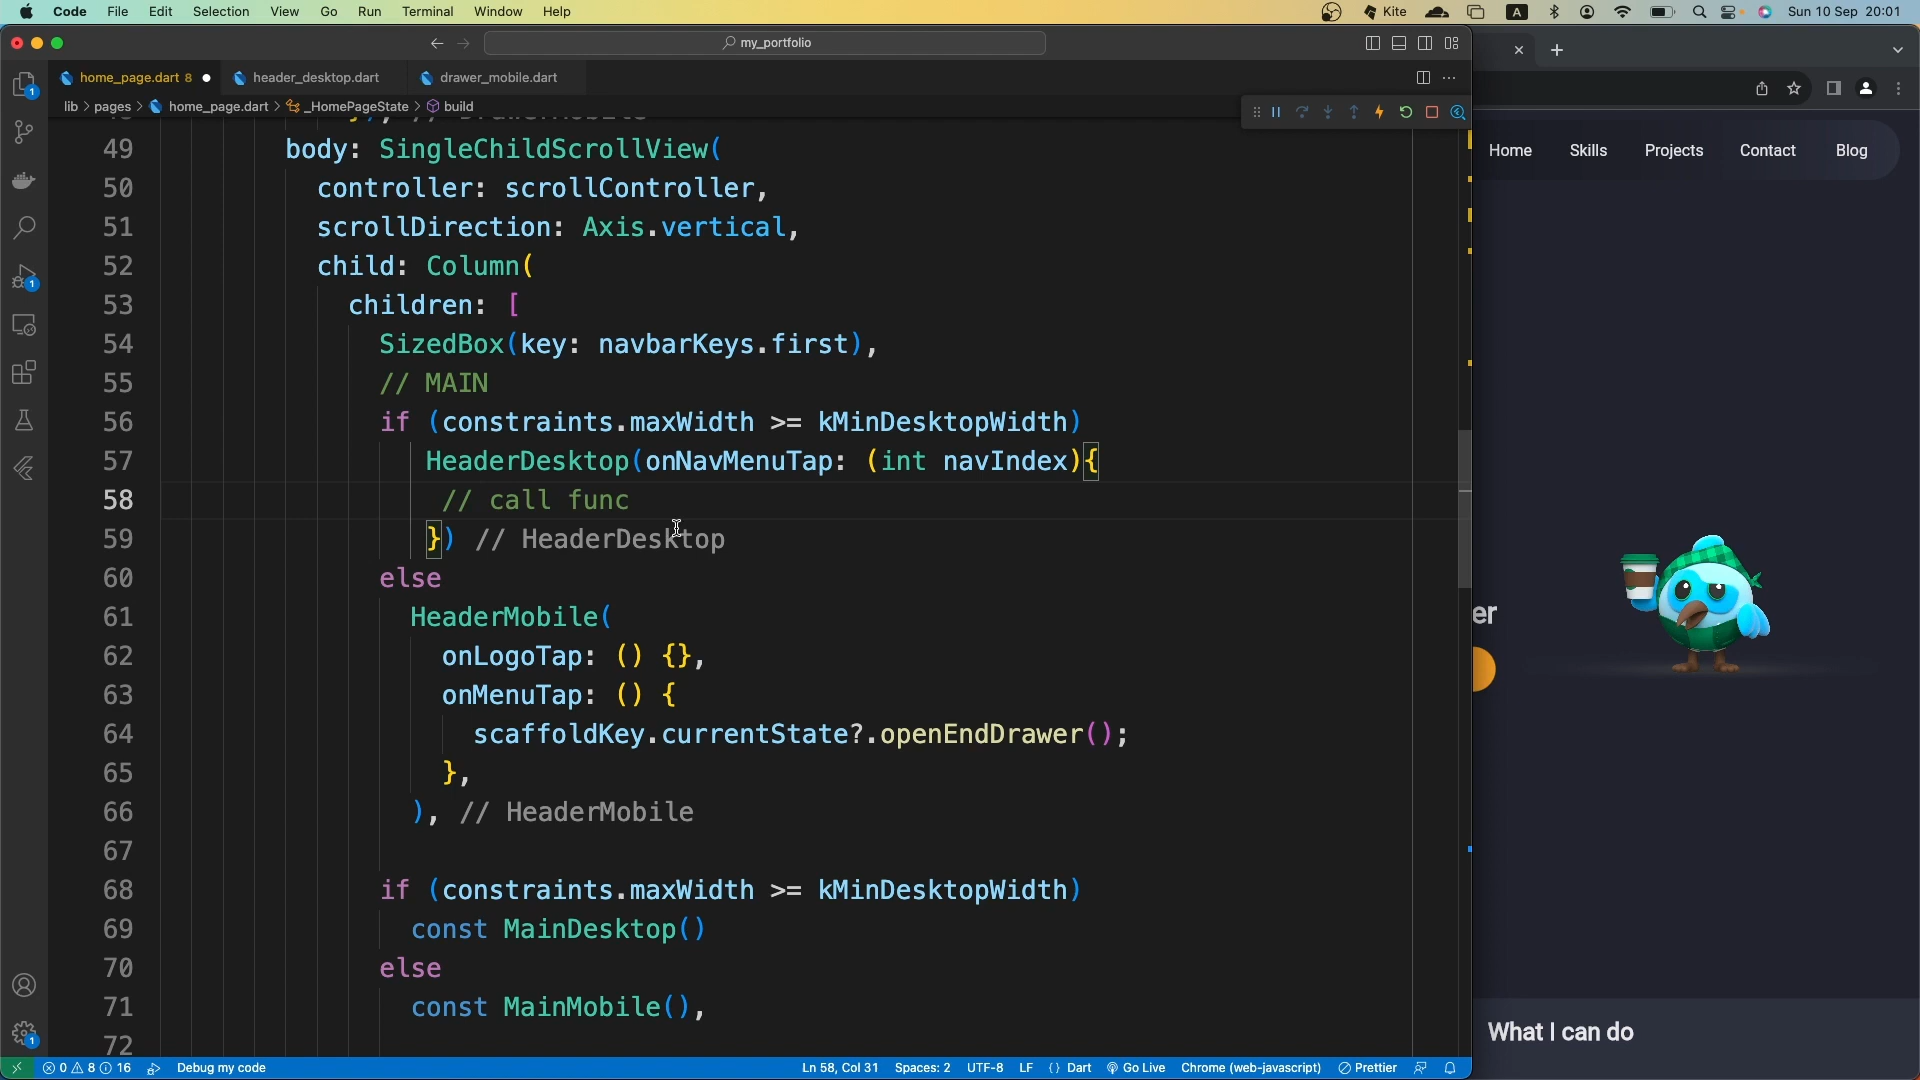 Code File Edit Selection View Go Run Terminal Window Help Kite A Sun 10 Sep 20:01
my_portfolio
home_page.dart 8 header_desktop.dart drawer_mobile.dart
lib > pages > home_page.dart > _HomePageState > build
49 body: SingleChildScrollView(
50 controller: scrollController,
51 scrollDirection: Axis.vertical,
52 child: Column(
53 children: [
54 SizedBox(key: navbarKeys.first),
55 // MAIN
56 if (constraints.maxWidth >= kMinDesktopWidth)
57 HeaderDesktop(onNavMenuTap: (int navIndex){
58 // call func
59 }) // HeaderDesktop
60 else
61 HeaderMobile(
62 onLogoTap: () {},
63 onMenuTap: () {
64 scaffoldKey.currentState?.openEndDrawer();
65 },
66 ), // HeaderMobile
67
68 if (constraints.maxWidth >= kMinDesktopWidth)
69 const MainDesktop()
70 else
71 const MainMobile(),
72
1
1
1
0 8 16 Debug my code Ln 58, Col 31 Spaces: 2 UTF-8 LF {} Dart Go Live Chrome (web-javascript) Prettier
Home Skills Projects Contact Blog
er
What I can do